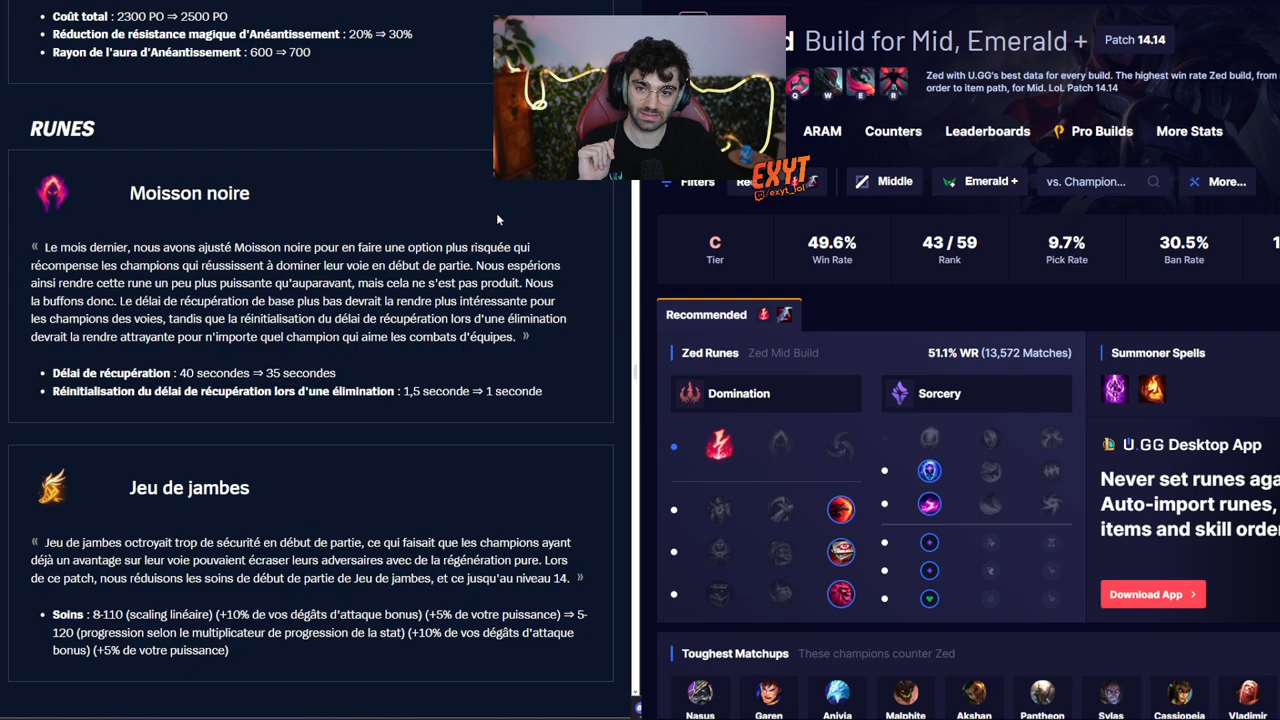 Coût total : 2300 PO ⇒ 2500 PO
Réduction de résistance magique d'Anéantissement : 20% ⇒ 30%
Rayon de l'aura d'Anéantissement : 600 ⇒ 700
RUNES
Moisson noire
« Le mois dernier, nous avons ajusté Moisson noire pour en faire une option plus risquée qui
récompense les champions qui réussissent à dominer leur voie en début de partie. Nous espérions
ainsi rendre cette rune un peu plus puissante qu'auparavant, mais cela ne s'est pas produit. Nous
la buffons donc. Le délai de récupération de base plus bas devrait la rendre plus intéressante pour
les champions des voies, tandis que la réinitialisation du délai de récupération lors d'une élimination
devrait la rendre attrayante pour n'importe quel champion qui aime les combats d'équipes. »
Délai de récupération : 40 secondes ⇒ 35 secondes
Réinitialisation du délai de récupération lors d'une élimination : 1,5 seconde ⇒ 1 seconde
Jeu de jambes
« Jeu de jambes octroyait trop de sécurité en début de partie, ce qui faisait que les champions ayant
déjà un avantage sur leur voie pouvaient écraser leurs adversaires avec de la régénération pure. Lors
de ce patch, nous réduisons les soins de début de partie de Jeu de jambes, et ce jusqu'au niveau 14. »
Soins : 8-110 (scaling linéaire) (+10% de vos dégâts d'attaque bonus) (+5% de votre puissance) ⇒ 5-
120 (progression selon le multiplicateur de progression de la stat) (+10% de vos dégâts d'attaque
bonus) (+5% de votre puissance)
EXYT
/exyt_lol
d Build for Mid, Emerald +
Patch 14.14
Q W E R
Zed with U.GG's best data for every build. The highest win rate Zed build, from
order to item path, for Mid. LoL Patch 14.14
ARAM Counters Leaderboards Pro Builds More Stats
Filters
Middle Emerald + vs. Champion... More...
C 49.6% 43 / 59 9.7% 30.5% 1
Tier Win Rate Rank Pick Rate Ban Rate
Recommended
Zed Runes Zed Mid Build 51.1% WR (13,572 Matches)
Domination Sorcery
Summoner Spells
U.GG Desktop App
Never set runes aga
Auto-import runes,
items and skill order
Download App
Toughest Matchups These champions counter Zed
Nasus Garen Anivia Malphite Akshan Pantheon Sylas Cassiopeia Vladimir